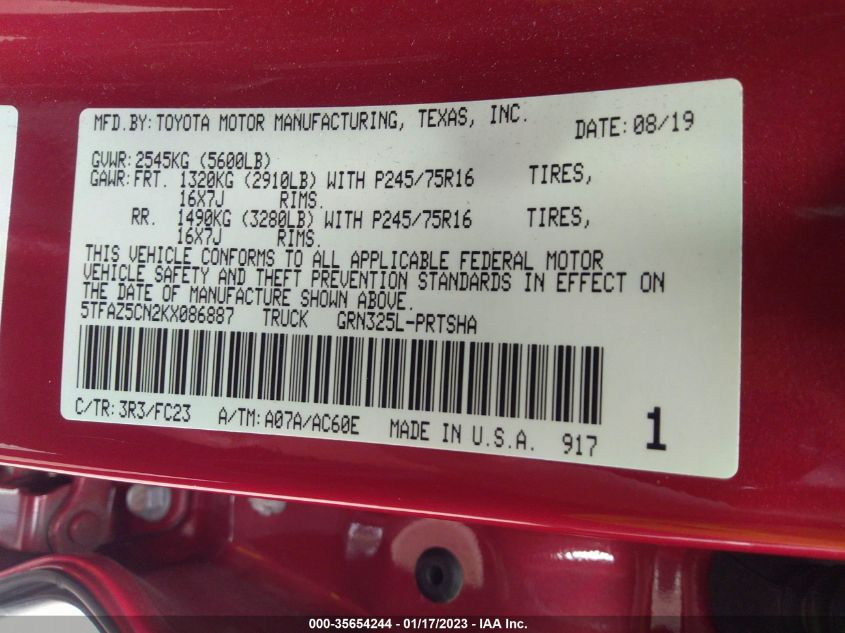 MFD.BY:TOYOTA MOTOR MANUFACTURING, TEXAS, INC. DATE:08/19
GVWR:2545KG (5600LB)
GAWR:FRT. 1320KG (2910LB) WITH P245/75R16 TIRES,
16X7J RIMS.
RR. 1490KG (3280LB) WITH P245/75R16 TIRES,
16X7J RIMS.
THIS VEHICLE CONFORMS TO ALL APPLICABLE FEDERAL MOTOR
VEHICLE SAFETY AND THEFT PREVENTION STANDARDS IN EFFECT ON
THE DATE OF MANUFACTURE SHOWN ABOVE.
5TFAZ5CN2KX086887 TRUCK GRN325L-PRTSHA
C/TR:3R3/FC23 A/TM:A07A/AC60E MADE IN U.S.A. 917 1
000-35654244 - 01/17/2023 - IAA Inc.